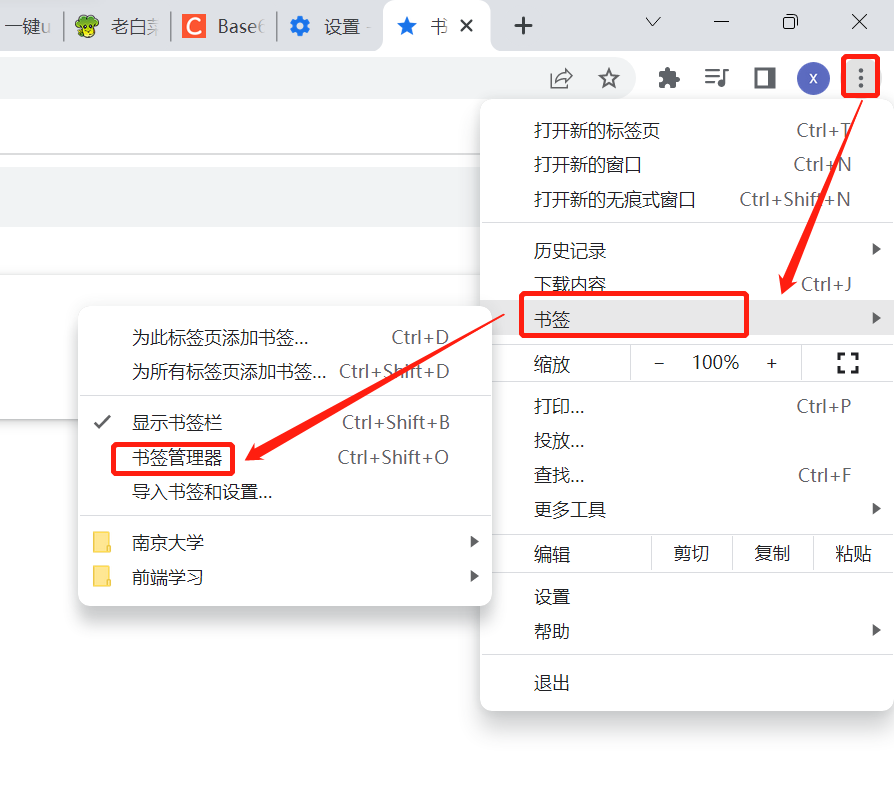 一键u
老白菜
Base6
设置 -
书
x
打开新的标签页 Ctrl+T
打开新的窗口 Ctrl+N
打开新的无痕式窗口 Ctrl+Shift+N
历史记录
下载内容 Ctrl+J
书签
缩放 − 100% +
打印... Ctrl+P
投放...
查找... Ctrl+F
更多工具
编辑 剪切 复制 粘贴
设置
帮助
退出
为此标签页添加书签... Ctrl+D
为所有标签页添加书签... Ctrl+Shift+D
显示书签栏 Ctrl+Shift+B
书签管理器 Ctrl+Shift+O
导入书签和设置...
南京大学
前端学习